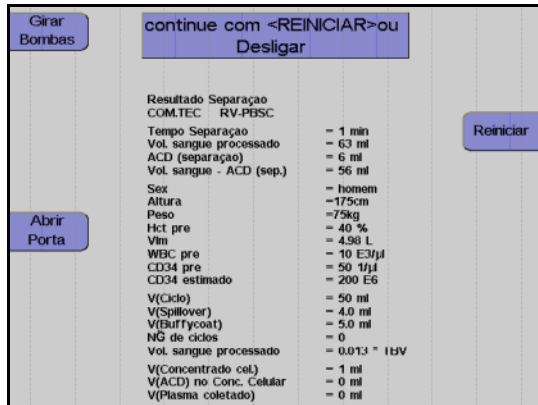 Girar
Bombas
continue com <REINICIAR>ou
Desligar
Resultado Separaçao
COM.TEC RV-PBSC
Tempo Separaçao = 1 min
Vol. sangue processado = 63 ml
ACD (separaçao) = 6 ml
Vol. sangue - ACD (sep.) = 56 ml
Reiniciar
Sex = homem
Altura =175cm
Peso =75kg
Hct pre = 40 %
Vlm = 4.98 L
WBC pre = 10 E3/µl
CD34 pre = 50 1/µl
CD34 estimado = 200 E6
Abrir
Porta
V(Ciclo) = 50 ml
V(Spillover) = 4.0 ml
V(Buffycoat) = 5.0 ml
NĞ de ciclos = 0
Vol. sangue processado = 0.013 * TBV
V(Concentrado cel.) = 1 ml
V(ACD) no Conc. Celular = 0 ml
V(Plasma coletado) = 0 ml